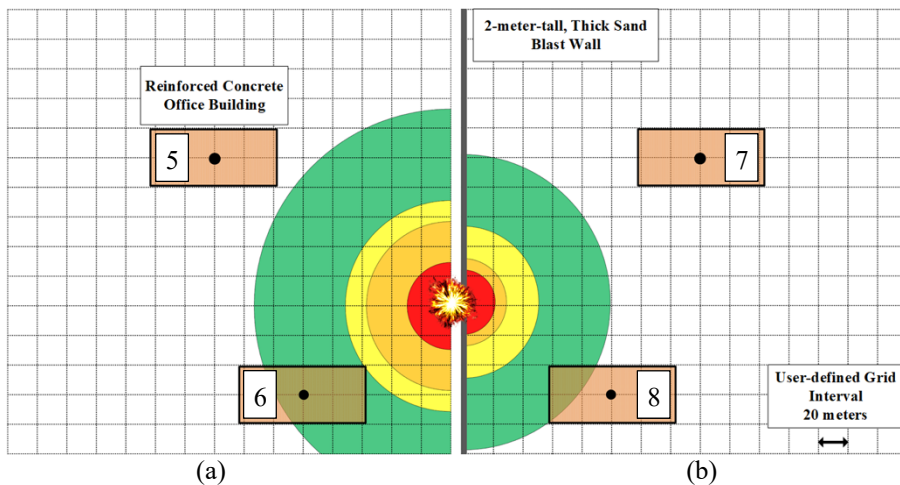 2-meter-tall, Thick Sand
Blast Wall
Reinforced Concrete
Office Building
5
7
6
8
User-defined Grid
Interval
20 meters
(a)
(b)